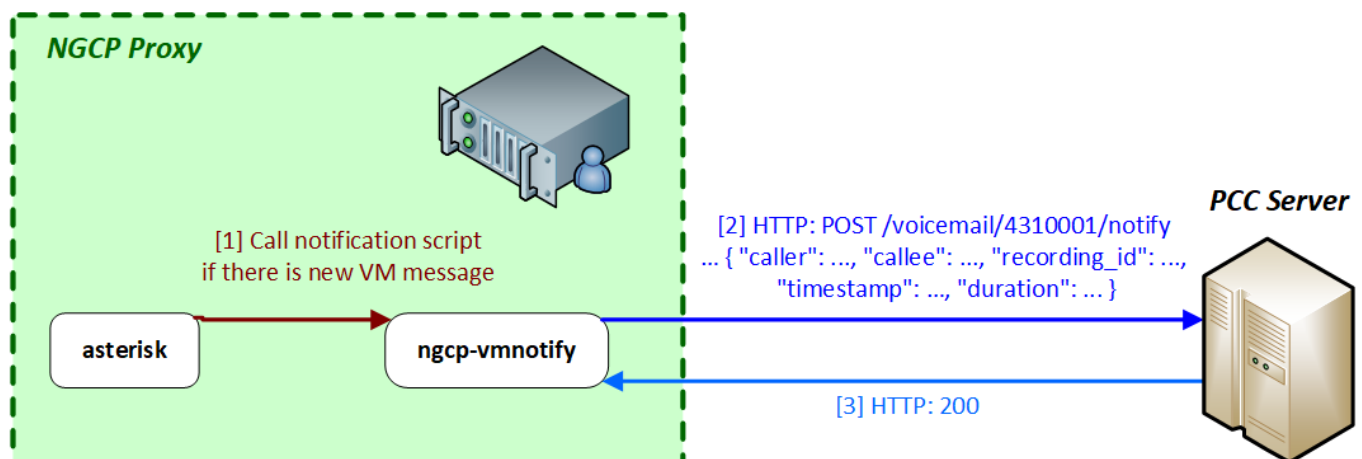 NGCP Proxy
PCC Server
[1] Call notification script
if there is new VM message
[2] HTTP: POST /voicemail/4310001/notify
... { "caller": ..., "callee": ..., "recording_id": ...,
"timestamp": ..., "duration": ... }
asterisk
ngcp-vmnotify
[3] HTTP: 200